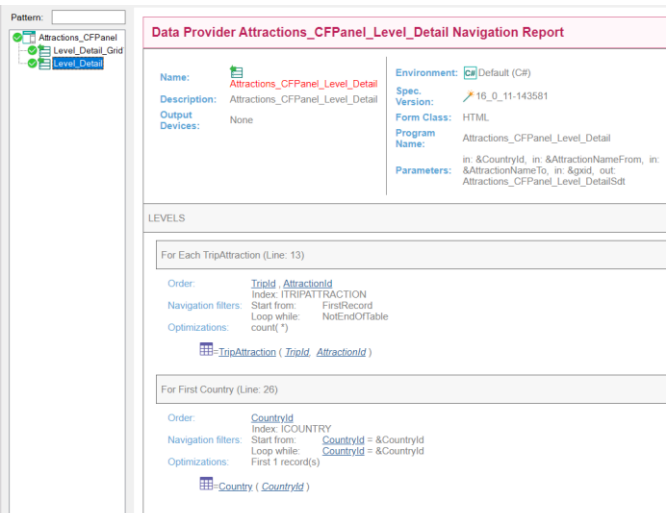 Pattern:
Attractions_CFPanel
Level_Detail_Grid
Level_Detail
Data Provider Attractions_CFPanel_Level_Detail Navigation Report
Name:
Attractions_CFPanel_Level_Detail
Description: Attractions_CFPanel_Level_Detail
Output Devices: None
Environment: C# Default (C#)
Spec. Version: 16_0_11-143581
Form Class: HTML
Program Name: Attractions_CFPanel_Level_Detail
Parameters: in: &CountryId, in: &AttractionNameFrom, in:
&AttractionNameTo, in: &gxid, out:
Attractions_CFPanel_Level_DetailSdt
LEVELS
For Each TripAttraction (Line: 13)
Order: TripId , AttractionId
Index: ITRIPATTRACTION
Navigation filters: Start from: FirstRecord
Loop while: NotEndOfTable
Optimizations: count( *)
=TripAttraction ( TripId, AttractionId )
For First Country (Line: 26)
Order: CountryId
Index: ICOUNTRY
Navigation filters: Start from: CountryId = &CountryId
Loop while: CountryId = &CountryId
Optimizations: First 1 record(s)
=Country ( CountryId )